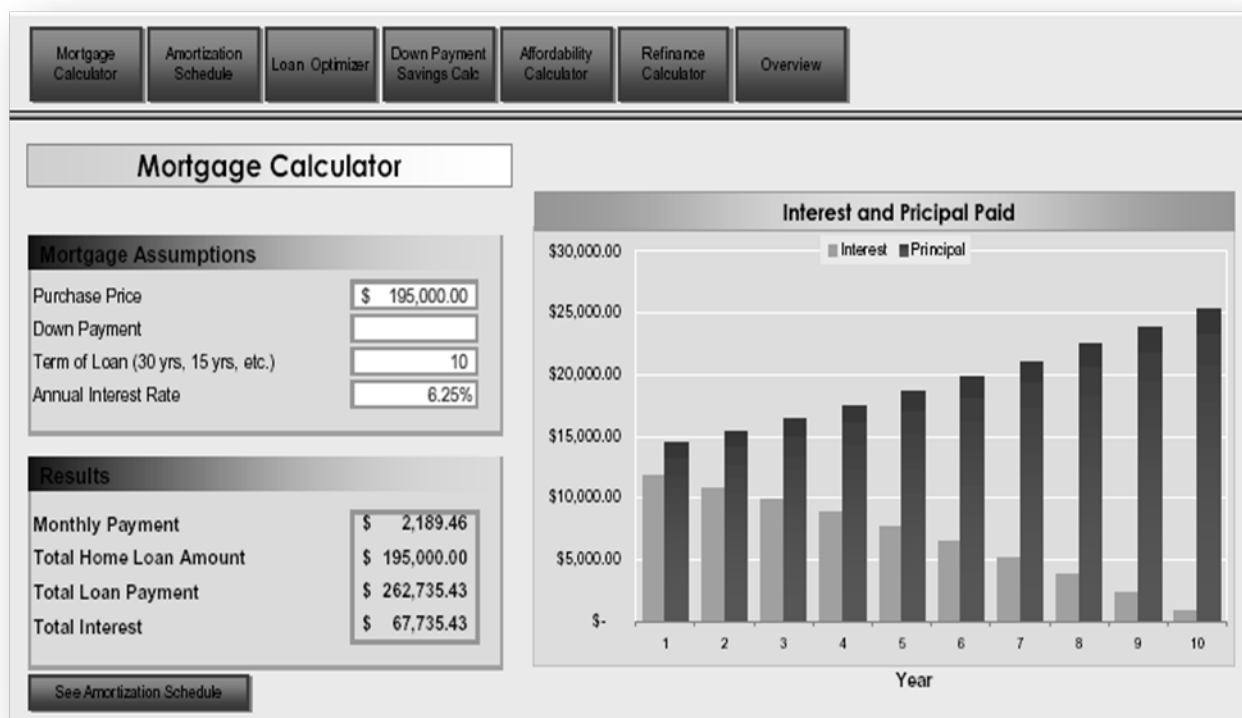 Mortgage
Calculator
Amortization
Schedule
Loan Optimizer
Down Payment
Savings Calc
Affordability
Calculator
Refinance
Calculator
Overview
Mortgage Calculator
Mortgage Assumptions
Purchase Price $ 195,000.00
Down Payment
Term of Loan (30 yrs, 15 yrs, etc.) 10
Annual Interest Rate 6.25%
Results
Monthly Payment $ 2,189.46
Total Home Loan Amount $ 195,000.00
Total Loan Payment $ 262,735.43
Total Interest $ 67,735.43
See Amortization Schedule
Interest and Pricipal Paid
Interest Principal
$30,000.00
$25,000.00
$20,000.00
$15,000.00
$10,000.00
$5,000.00
$-
1 2 3 4 5 6 7 8 9 10
Year